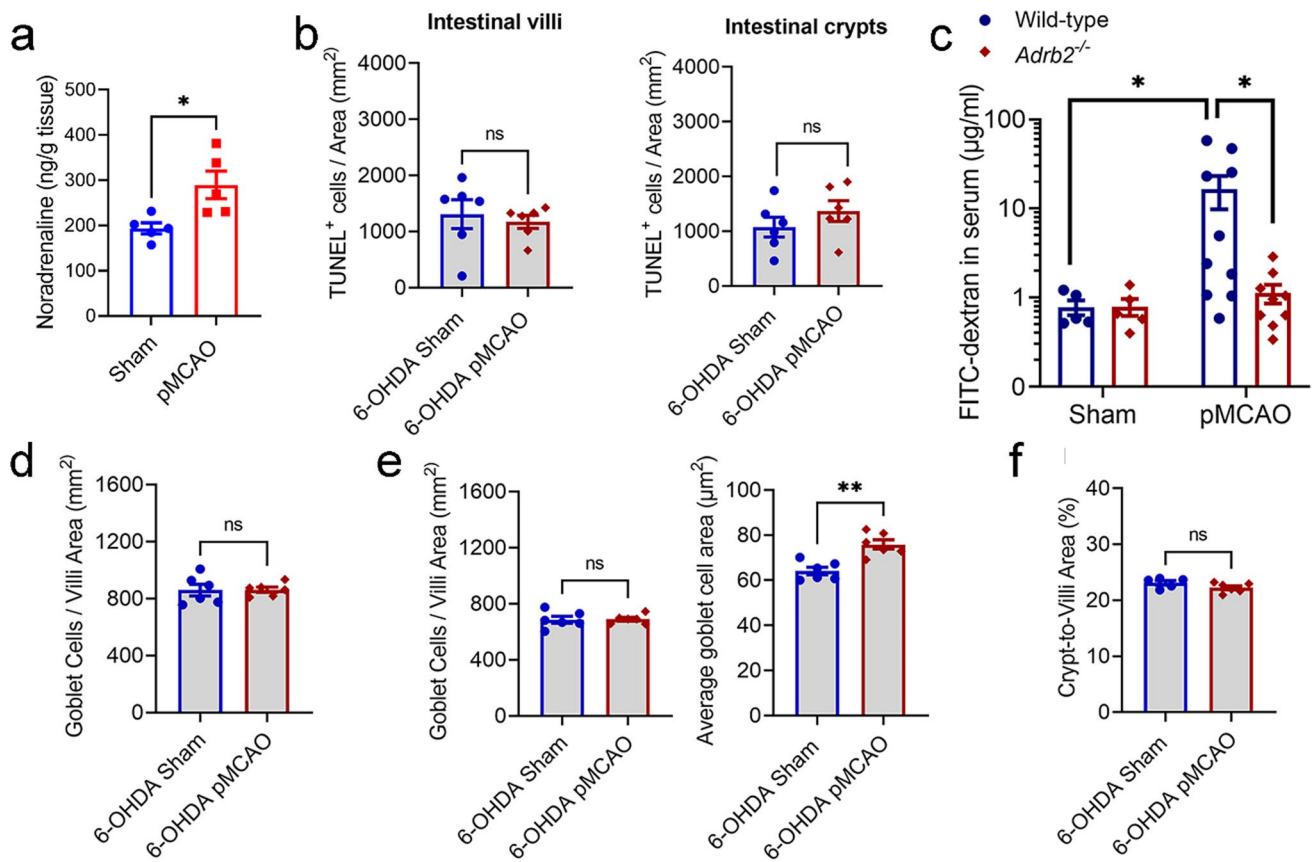 a
Noradrenaline (ng/g tissue)
500
400
300
200
100
0
*
Sham
pMCAO
b
Intestinal villi
TUNEL+ cells / Area (mm²)
4000
3000
2000
1000
0
ns
6-OHDA Sham
6-OHDA pMCAO
Intestinal crypts
TUNEL+ cells / Area (mm²)
4000
3000
2000
1000
0
ns
6-OHDA Sham
6-OHDA pMCAO
c
Wild-type
Adrb2-/-
FITC-dextran in serum (µg/ml)
100
10
1
0
*
*
Sham
pMCAO
d
Goblet Cells / Villi Area (mm²)
1600
1200
800
400
0
ns
6-OHDA Sham
6-OHDA pMCAO
e
Goblet Cells / Villi Area (mm²)
1600
1200
800
400
0
ns
6-OHDA Sham
6-OHDA pMCAO
Average goblet cell area (µm²)
100
80
60
40
20
0
**
6-OHDA Sham
6-OHDA pMCAO
f
Crypt-to-Villi Area (%)
40
30
20
10
0
ns
6-OHDA Sham
6-OHDA pMCAO